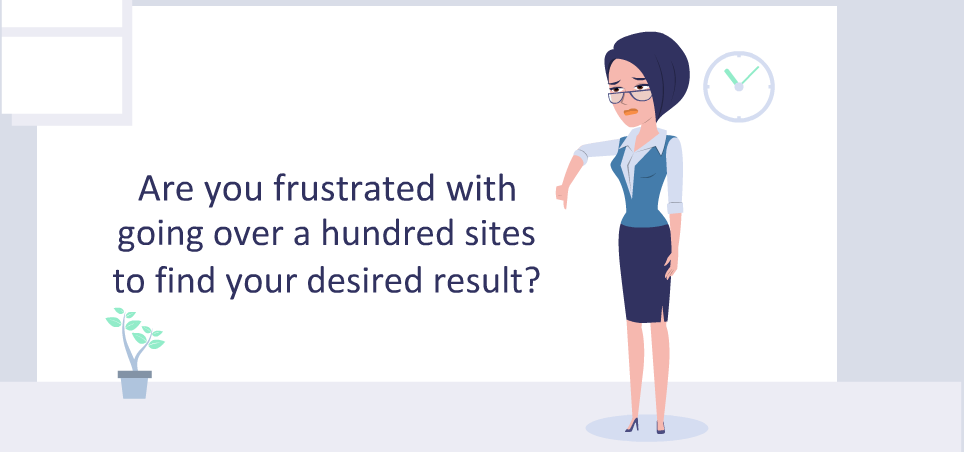 Are you frustrated with
going over a hundred sites
to find your desired result?